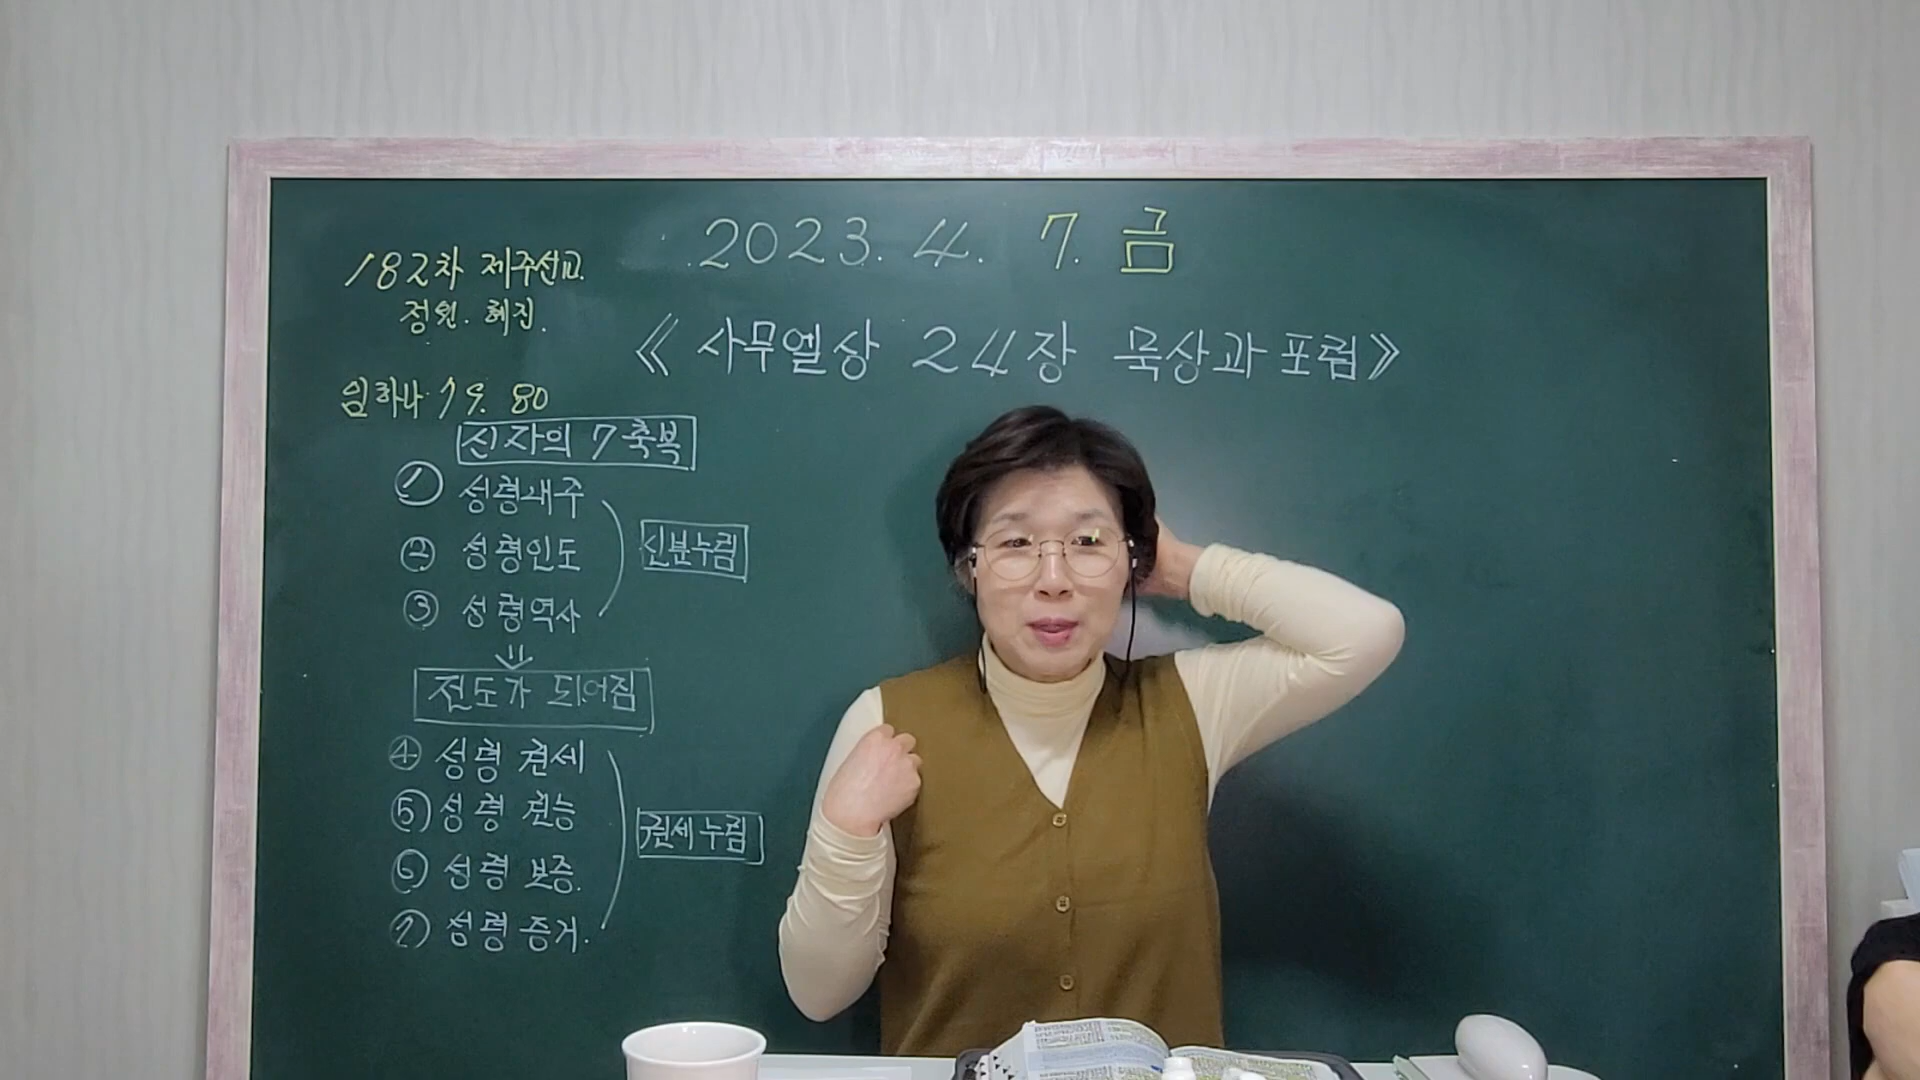 2023. 4. 7. 금
182차 제주선교
정원. 혜진.
《 사무엘상 24장 묵상과 포럼 》
임하나 79. 80
신자의 7축복
① 성령내주
② 성령인도
③ 성령역사
신분누림
전도가 되어짐
④ 성령 권세
⑤ 성령 권능
⑥ 성령 보증.
⑦ 성령 증거.
권세누림